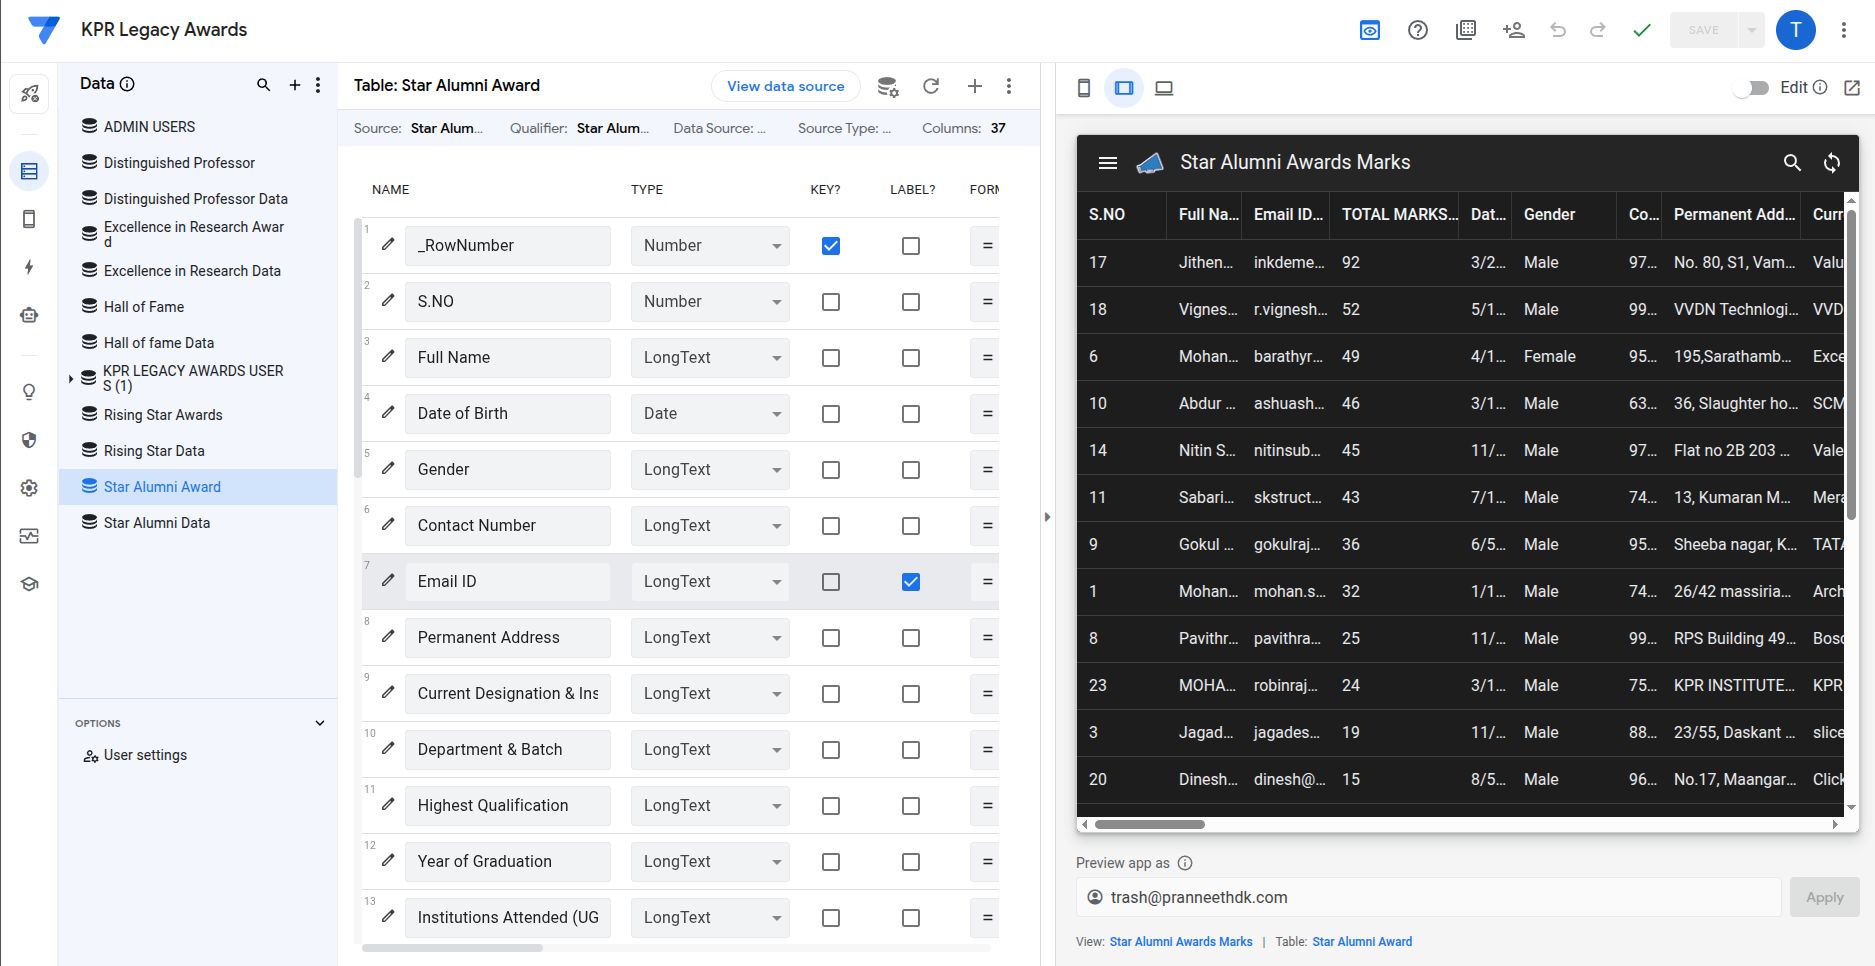 KPR Legacy Awards
SAVE
T
Data
ADMIN USERS
Distinguished Professor
Distinguished Professor Data
Excellence in Research Awar
d
Excellence in Research Data
Hall of Fame
Hall of fame Data
KPR LEGACY AWARDS USER
S (1)
Rising Star Awards
Rising Star Data
Star Alumni Award
Star Alumni Data
OPTIONS
User settings
Table: Star Alumni Award
View data source
Source: Star Alum... Qualifier: Star Alum... Data Source: ... Source Type: ... Columns: 37
NAME TYPE KEY? LABEL? FORM
1 _RowNumber Number =
2 S.NO Number =
3 Full Name LongText =
4 Date of Birth Date =
5 Gender LongText =
6 Contact Number LongText =
7 Email ID LongText =
8 Permanent Address LongText =
9 Current Designation & Ins LongText =
10 Department & Batch LongText =
11 Highest Qualification LongText =
12 Year of Graduation LongText =
13 Institutions Attended (UG LongText =
Edit
Star Alumni Awards Marks
S.NO Full Na... Email ID... TOTAL MARKS... Dat... Gender Co... Permanent Add... Curr
17 Jithen... inkdeme... 92 3/2... Male 97... No. 80, S1, Vam... Valu
18 Vignes... r.vignesh... 52 5/1... Male 99... VVDN Technlogi... VVD
6 Mohan... barathyr... 49 4/1... Female 95... 195,Sarathamb... Exce
10 Abdur ... ashuash... 46 3/1... Male 63... 36, Slaughter ho... SCM
14 Nitin S... nitinsub... 45 11/... Male 97... Flat no 2B 203 ... Vale
11 Sabari... skstruct... 43 7/1... Male 74... 13, Kumaran M... Mera
9 Gokul ... gokulraj... 36 6/5... Male 95... Sheeba nagar, K... TATA
1 Mohan... mohan.s... 32 1/1... Male 74... 26/42 massiria... Arch
8 Pavithr... pavithra... 25 11/... Male 99... RPS Building 49... Bosc
23 MOHA... robinraj... 24 3/1... Male 75... KPR INSTITUTE... KPR
3 Jagad... jagades... 19 11/... Male 88... 23/55, Daskant ... slice
20 Dinesh... dinesh@... 15 8/5... Male 96... No.17, Maangar... Click
Preview app as
trash@pranneethdk.com
Apply
View: Star Alumni Awards Marks | Table: Star Alumni Award